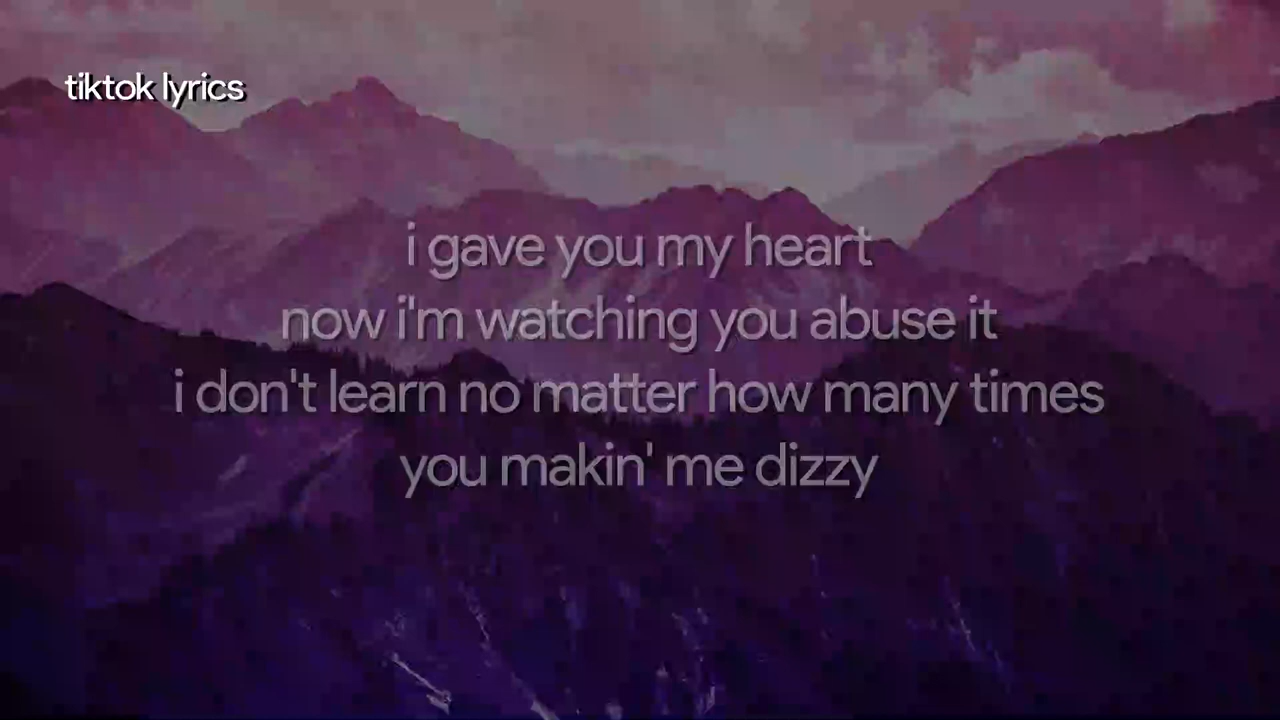 tiktok lyrics
i gave you my heart
now i'm watching you abuse it
i don't learn no matter how many times
you makin' me dizzy